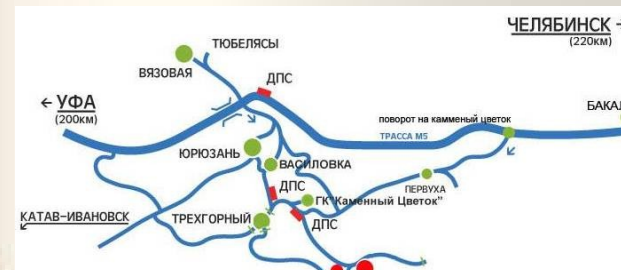 ЧЕЛЯБИНСК
(220км)
ТЮБЕЛЯСЫ
ВЯЗОВАЯ
ДПС
← УФА
(200км)
БАКАЛ
поворот на камменый цветок
ТРАССА М5
ЮРЮЗАНЬ
ВАСИЛОВКА
ПЕРВУХА
ДПС
ГК"Каменный Цветок"
КАТАВ-ИВАНОВСК
ТРЕХГОРНЫЙ
ДПС